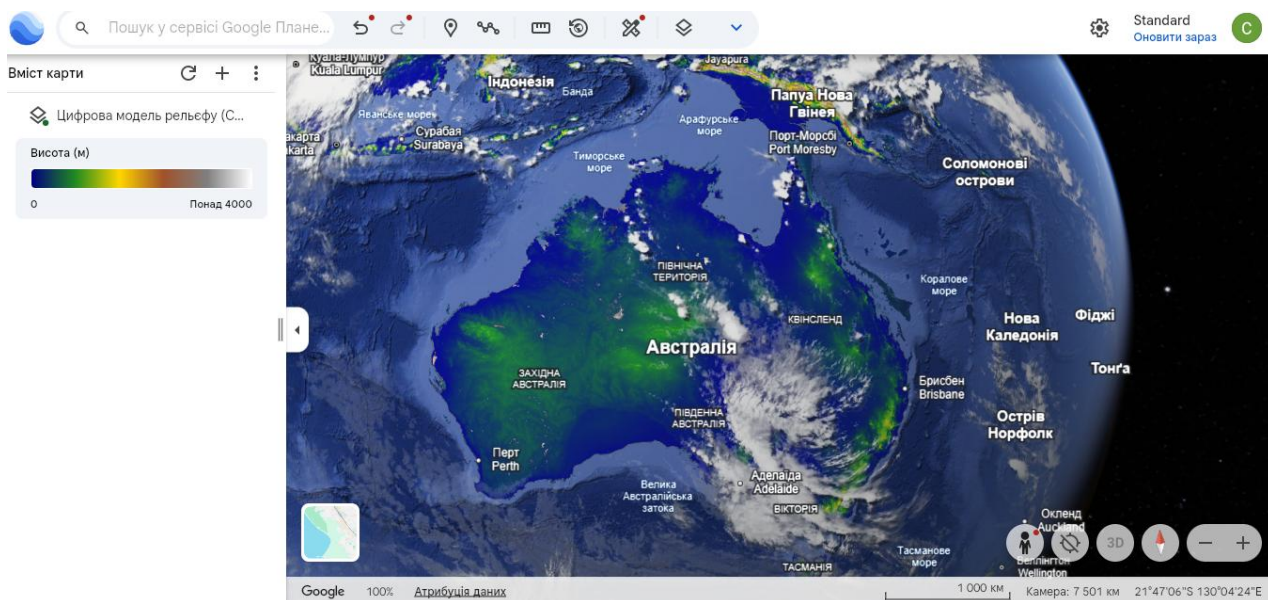 Пошук у сервісі Google Плане...
Standard
Оновити зараз
C
Вміст карти
Цифрова модель рельєфу (С...
Висота (м)
0
Понад 4000
Куала-Лумпур
Kuala Lumpur
Індонезія
Банда
Jayapura
Папуа Нова
Гвінея
Яванське море
Сурабая
Surabaya
Арафурське
море
Порт-Морсбі
Port Moresby
Тиморське
море
Соломонові
острови
ПІВНІЧНА
ТЕРИТОРІЯ
Коралове
море
КВІНСЛЕНД
Нова
Каледонія
Фіджі
Австралія
Тонґа
ЗАХІДНА
АВСТРАЛІЯ
Брисбен
Brisbane
ПІВДЕННА
АВСТРАЛІЯ
Острів
Норфолк
Перт
Perth
Аделаїда
Adelaide
Велика
Австралійська
затока
ВІКТОРІЯ
Окленд
Auckland
3D
Тасманове
море
ТАСМАНІЯ
Веллінгтон
Wellington
Google
100%
Атрибуція даних
1 000 км
Камера: 7 501 км
21°47'06"S 130°04'24"E